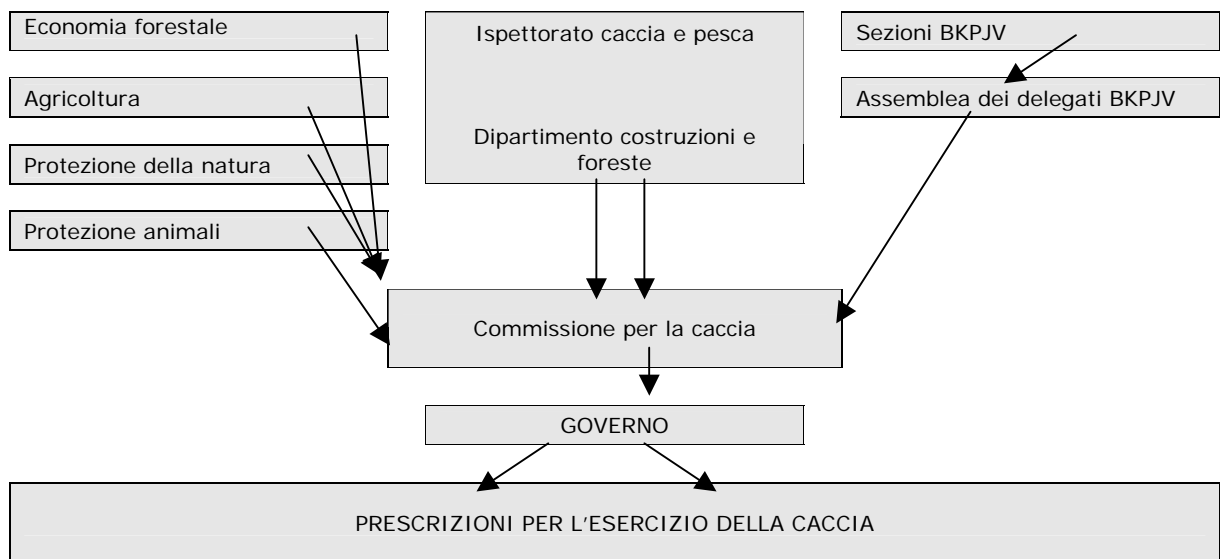 Economia forestale
Agricoltura
Protezione della natura
Protezione animali
Ispettorato caccia e pesca
Dipartimento costruzioni e
foreste
Sezioni BKPJV
Assemblea dei delegati BKPJV
Commissione per la caccia
GOVERNO
PRESCRIZIONI PER L'ESERCIZIO DELLA CACCIA